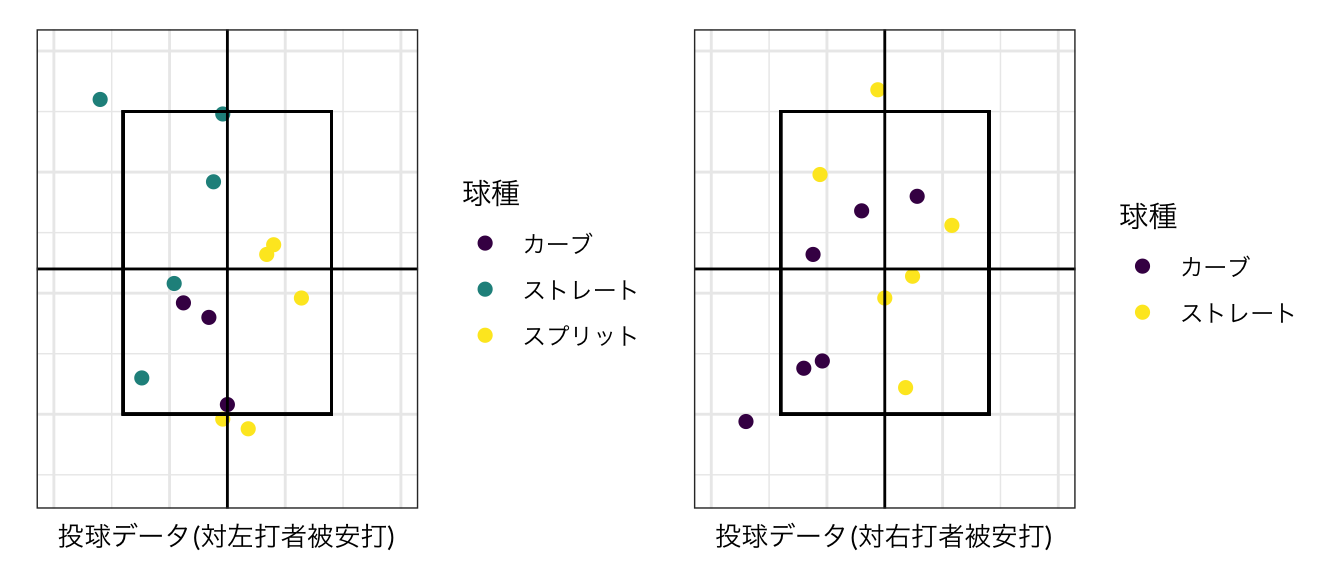 球種
カーブ
ストレート
スプリット
投球データ(対左打者被安打)
球種
カーブ
ストレート
投球データ(対右打者被安打)